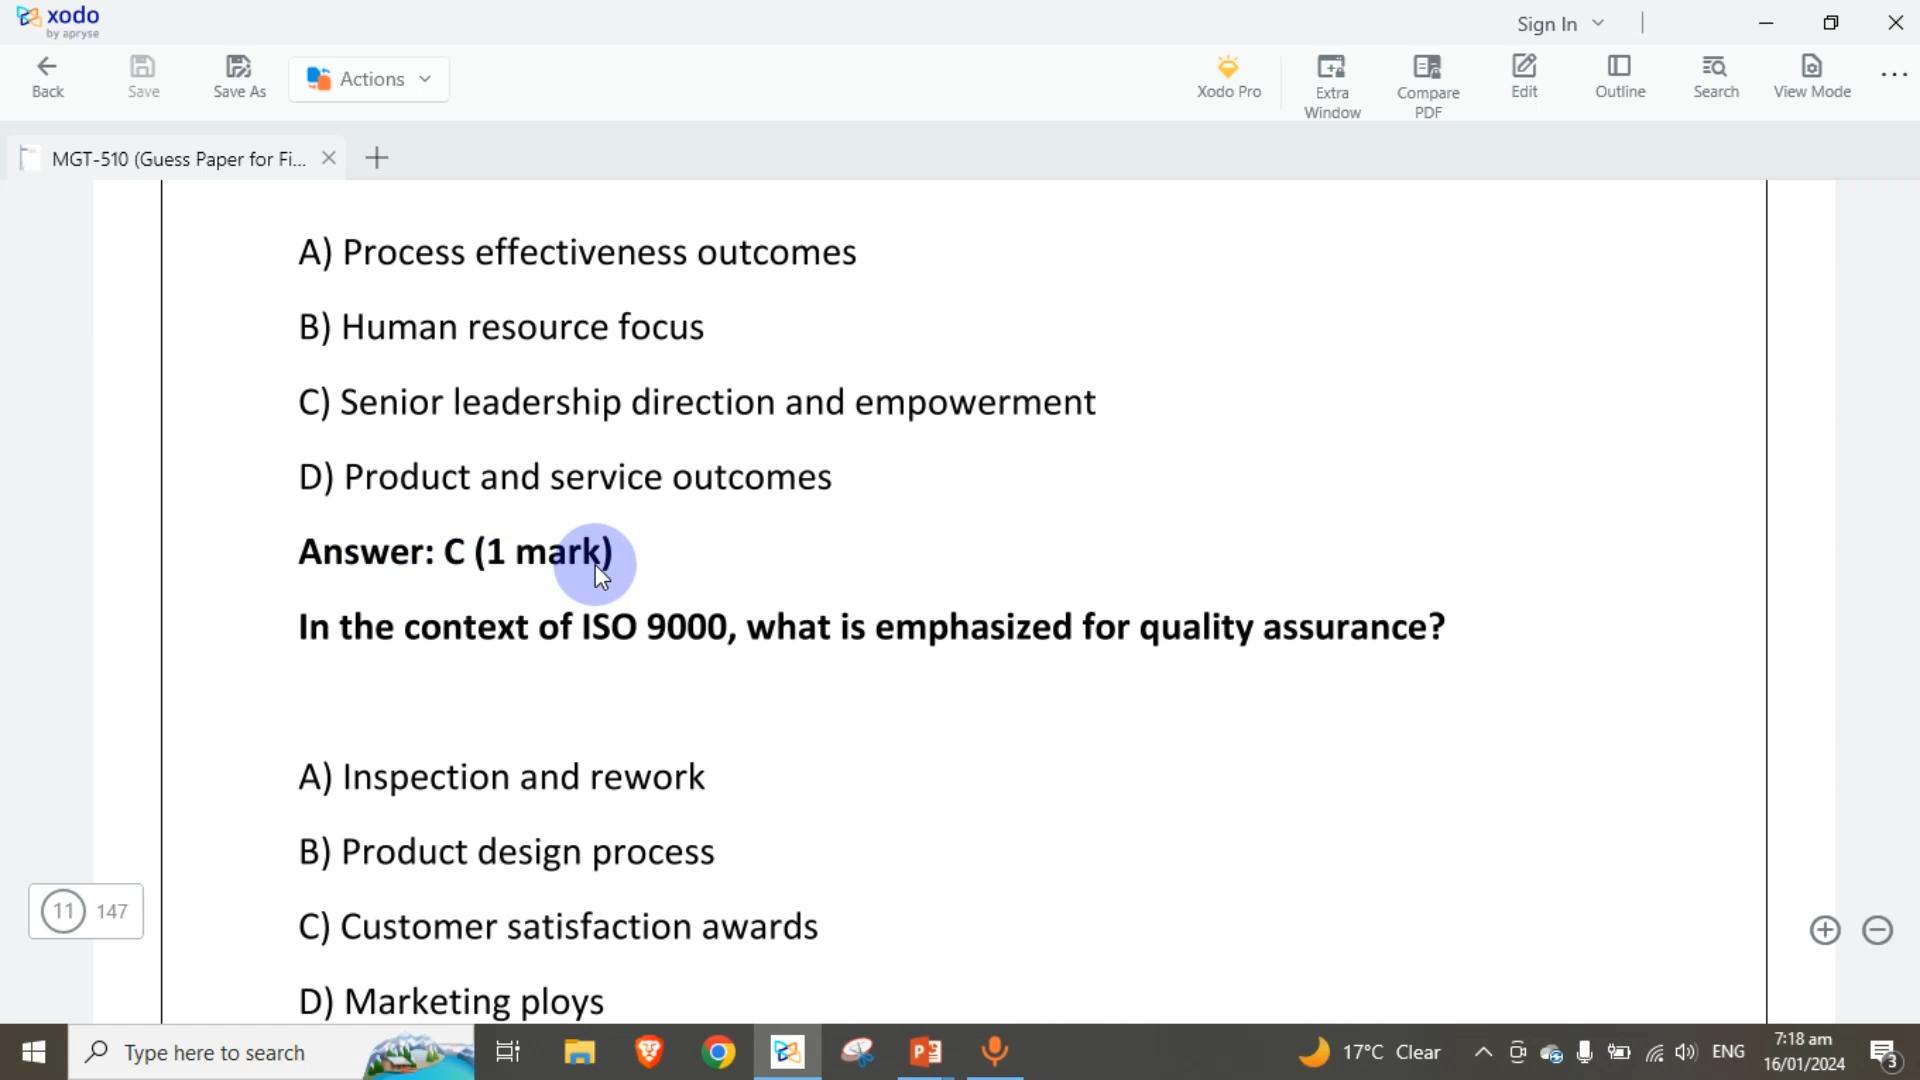 xodo
by apryse
Sign In
Back
Save
Save As
Actions
Xodo Pro
Extra
Window
Compare
PDF
Edit
Outline
Search
View Mode
MGT-510 (Guess Paper for Fi...
A) Process effectiveness outcomes
B) Human resource focus
C) Senior leadership direction and empowerment
D) Product and service outcomes
Answer: C (1 mark)
In the context of ISO 9000, what is emphasized for quality assurance?
A) Inspection and rework
B) Product design process
11 147
C) Customer satisfaction awards
D) Marketing ploys
Type here to search
17°C Clear
ENG
7:18 am
16/01/2024
3